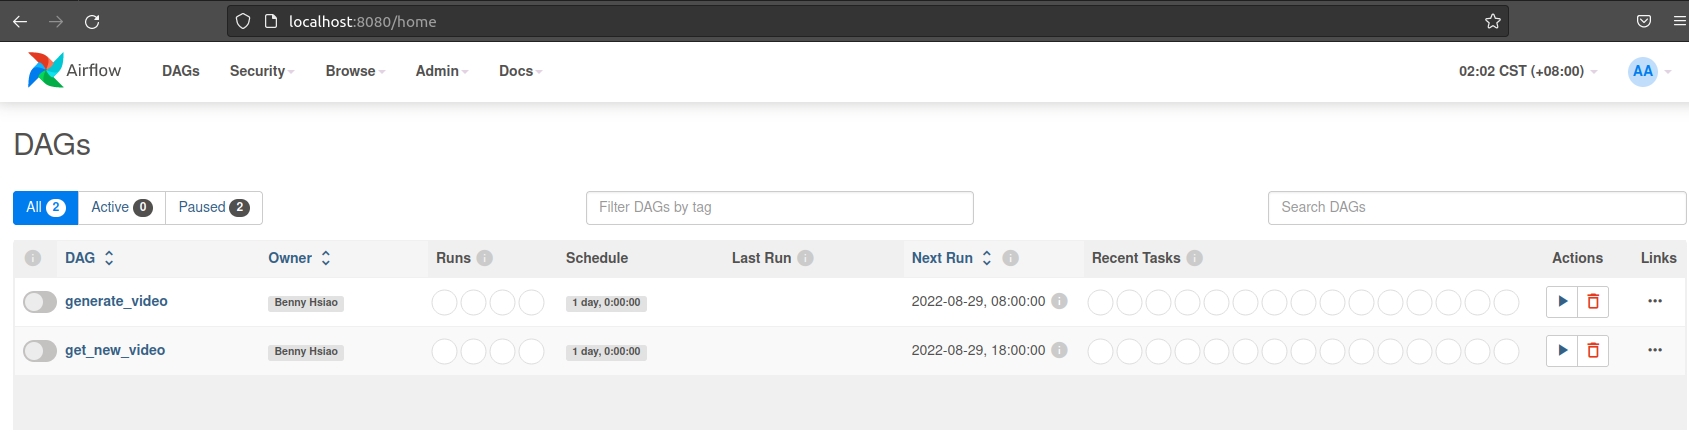 localhost:8080/home
Airflow DAGs Security Browse Admin Docs 02:02 CST (+08:00) AA
DAGs
All 2 Active 0 Paused 2 Filter DAGs by tag Search DAGs
i DAG Owner Runs i Schedule Last Run i Next Run i Recent Tasks i Actions Links
generate_video Benny Hsiao 1 day, 0:00:00 2022-08-29, 08:00:00 i
get_new_video Benny Hsiao 1 day, 0:00:00 2022-08-29, 18:00:00 i